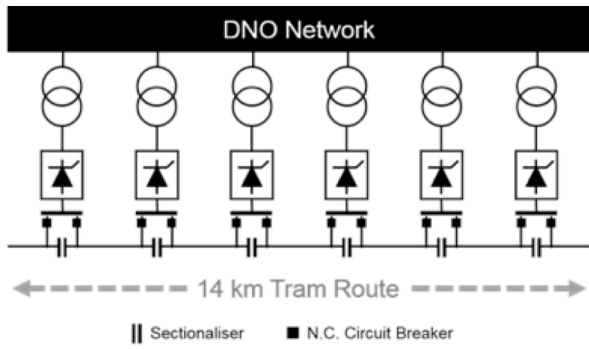 DNO Network
14 km Tram Route
Sectionaliser N.C. Circuit Breaker